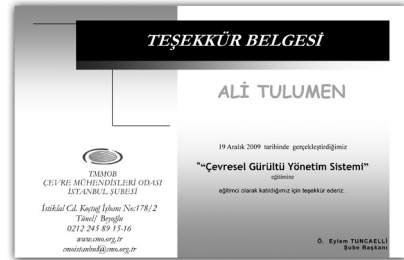 TEŞEKKÜR BELGESİ
ALİ TULUMEN
19 Aralık 2009 tarihinde gerçekleştirdiğimiz
"“Çevresel Gürültü Yönetim Sistemi”
eğitimine
eğitimci olarak katıldığımız için teşekkür ederiz.
TMMOB
ÇEVRE MÜHENDİSLERİ ODASI
İSTANBUL ŞUBESİ
İstiklal Cd. Koçtuğ İşhanı No:178/2
Tünel/ Beyoğlu
0212 245 89 15-16
www.cmo.org.tr
cmoistanbul@cmo.org.tr
Ö. Eylem TUNCAELLİ
Şube Başkanı